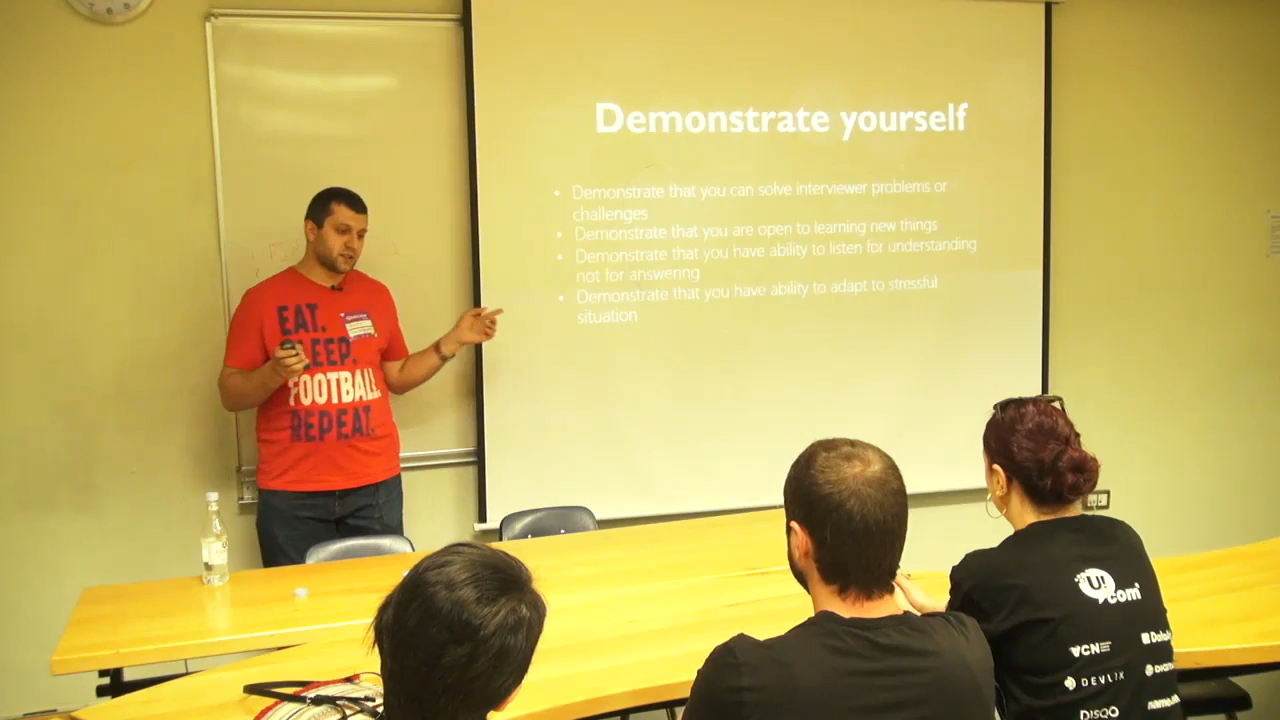 Demonstrate yourself
• Demonstrate that you can solve interviewer problems or
challenges
• Demonstrate that you are open to learning new things
• Demonstrate that you have ability to listen for understanding
not for answering
• Demonstrate that you have ability to adapt to stressful
situation
EAT.
SLEEP.
FOOTBALL.
REPEAT.
U!
com
VCN
DEVLIX
DISQO